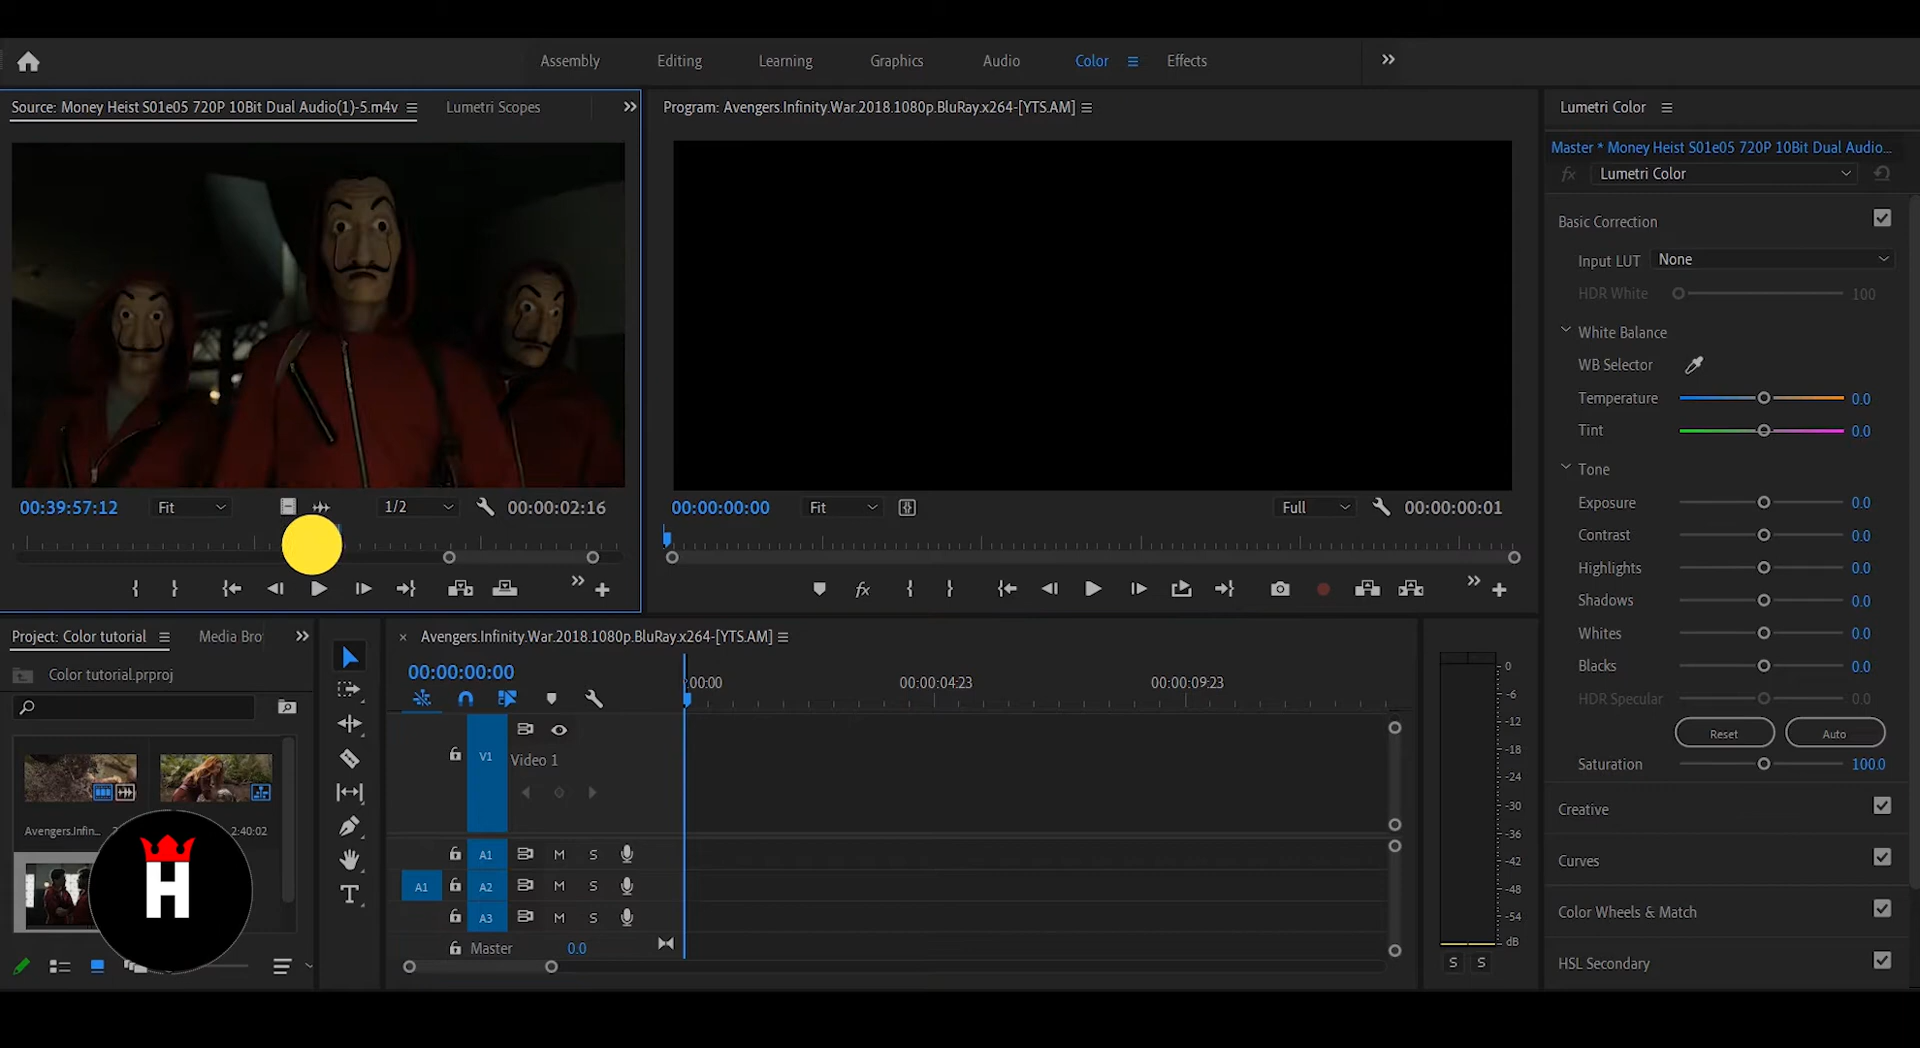 Assembly
Editing
Learning
Graphics
Audio
Color
Effects
Source: Money Heist S01e05 720P 10Bit Dual Audio(1)-5.m4v
Lumetri Scopes
Program: Avengers.Infinity.War.2018.1080p.BluRay.x264-[YTS.AM]
Lumetri Color
Master * Money Heist S01e05 720P 10Bit Dual Audio...
fx Lumetri Color
Basic Correction
Input LUT None
HDR White 100
White Balance
WB Selector
Temperature 0.0
Tint 0.0
Tone
Exposure 0.0
Contrast 0.0
Highlights 0.0
Shadows 0.0
Whites 0.0
Blacks 0.0
HDR Specular 0.0
Reset Auto
Saturation 100.0
Creative
Curves
Color Wheels & Match
HSL Secondary
00:39:57:12 Fit 1/2 00:00:02:16
00:00:00:00 Fit Full 00:00:00:01
fx
Project: Color tutorial
Media Bro
Color tutorial.prproj
Avengers.Infin...
2:40:02
H
T
Avengers.Infinity.War.2018.1080p.BluRay.x264-[YTS.AM]
00:00:00:00
:00:00 00:00:04:23 00:00:09:23
V1
Video 1
A1 M S
A1 A2 M S
A3 M S
Master 0.0
0
-6
-12
-18
-24
-30
-36
-42
-48
-54
dB
S S